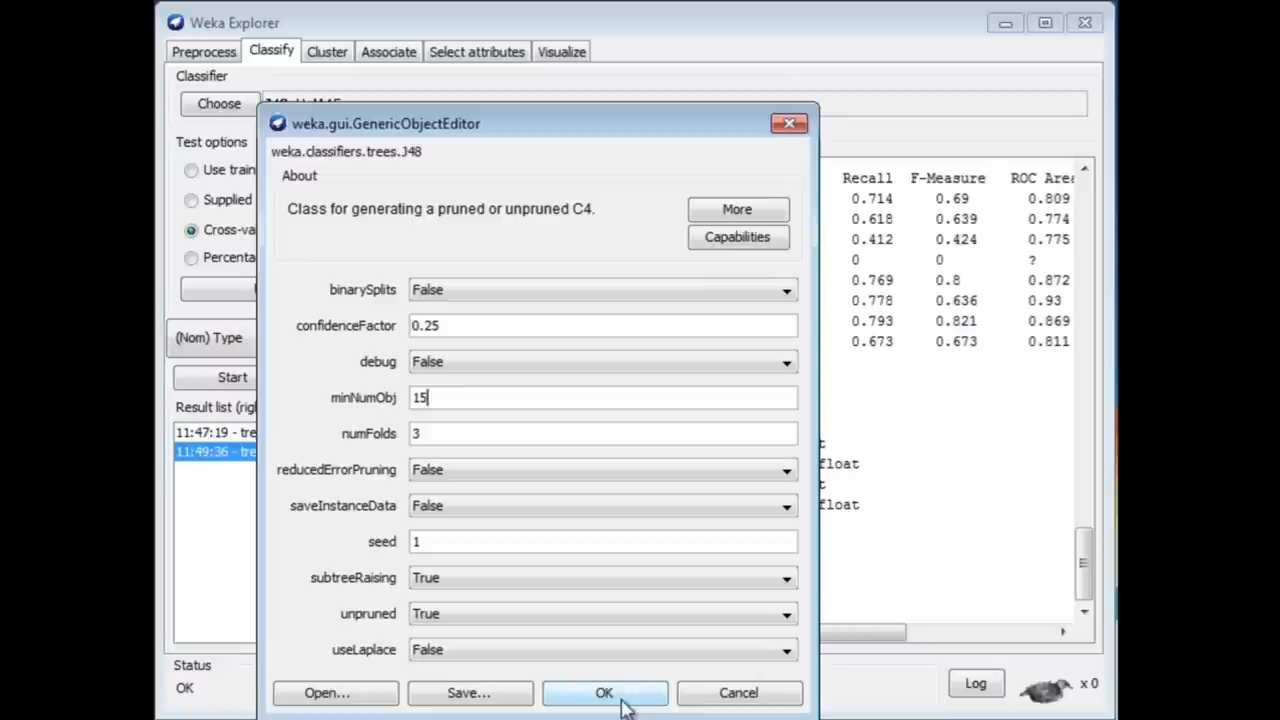 Weka Explorer
Preprocess Classify Cluster Associate Select attributes Visualize
Classifier
Choose
weka.gui.GenericObjectEditor
weka.classifiers.trees.J48
About
Class for generating a pruned or unpruned C4.
More
Capabilities
binarySplits False
confidenceFactor 0.25
debug False
minNumObj 15
numFolds 3
reducedErrorPruning False
saveInstanceData False
seed 1
subtreeRaising True
unpruned True
useLaplace False
Open... Save... OK Cancel
Test options
Use train
Supplied
Cross-va
Percenta
(Nom) Type
Start
Result list (rig
11:47:19 - tre
11:49:36 - tre
Recall F-Measure ROC Area
0.714 0.69 0.809
0.618 0.639 0.774
0.412 0.424 0.775
0 0 ?
0.769 0.8 0.872
0.778 0.636 0.93
0.793 0.821 0.869
0.673 0.673 0.811
t
float
t
float
Status
OK
Log
x 0